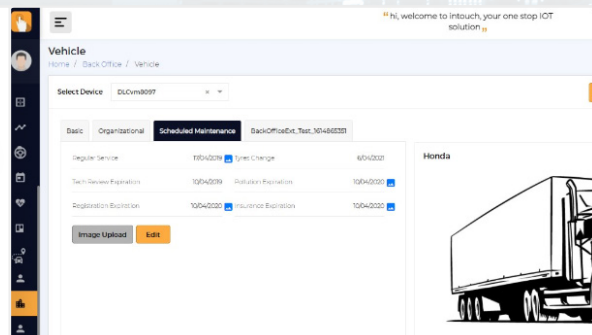 "hi, welcome to intouch, your one stop IOT
solution "
Vehicle
Home / Back Office / Vehicle
Select Device DLCvm8097 ×
Basic Organizational Scheduled Maintenance BackOfficeExt_Test_1614865351
Regular Service 17/04/2019 Tyres Change 6/04/2021
Honda
Tech Review Expiration 10/04/2019 Pollution Expiration 10/04/2020
Registration Expiration 10/04/2020 Insurance Expiration 10/04/2020
Image Upload Edit